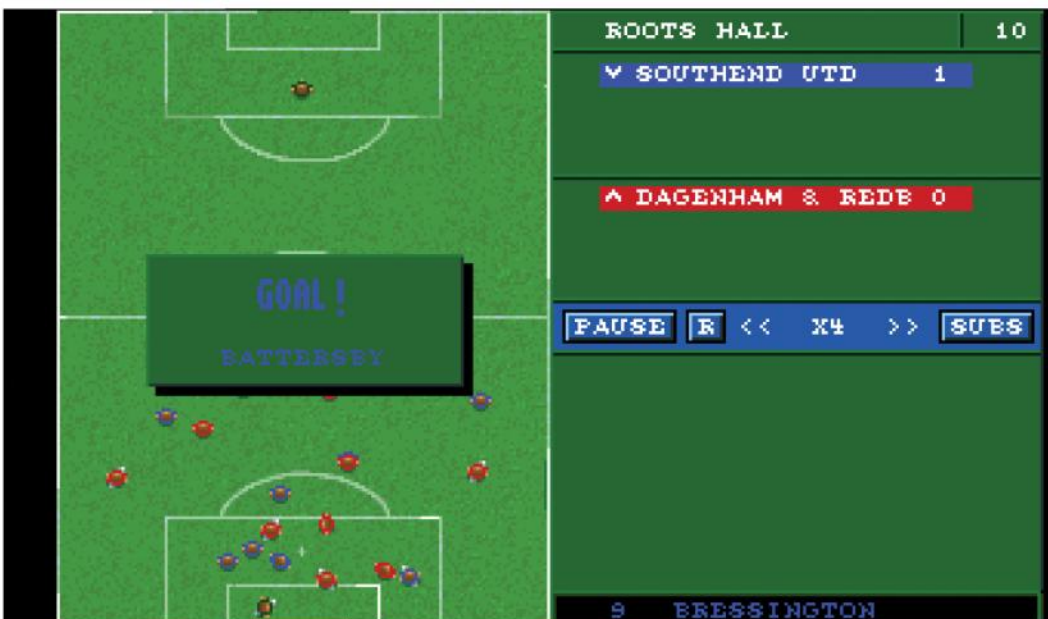 ROOTS HALL 10
SOUTHEND UTD 1
DAGENHAM & REDB 0
GOAL!
BATTERSBY
PAUSE R << X4 >> SUBS
9 BRESSINGTON